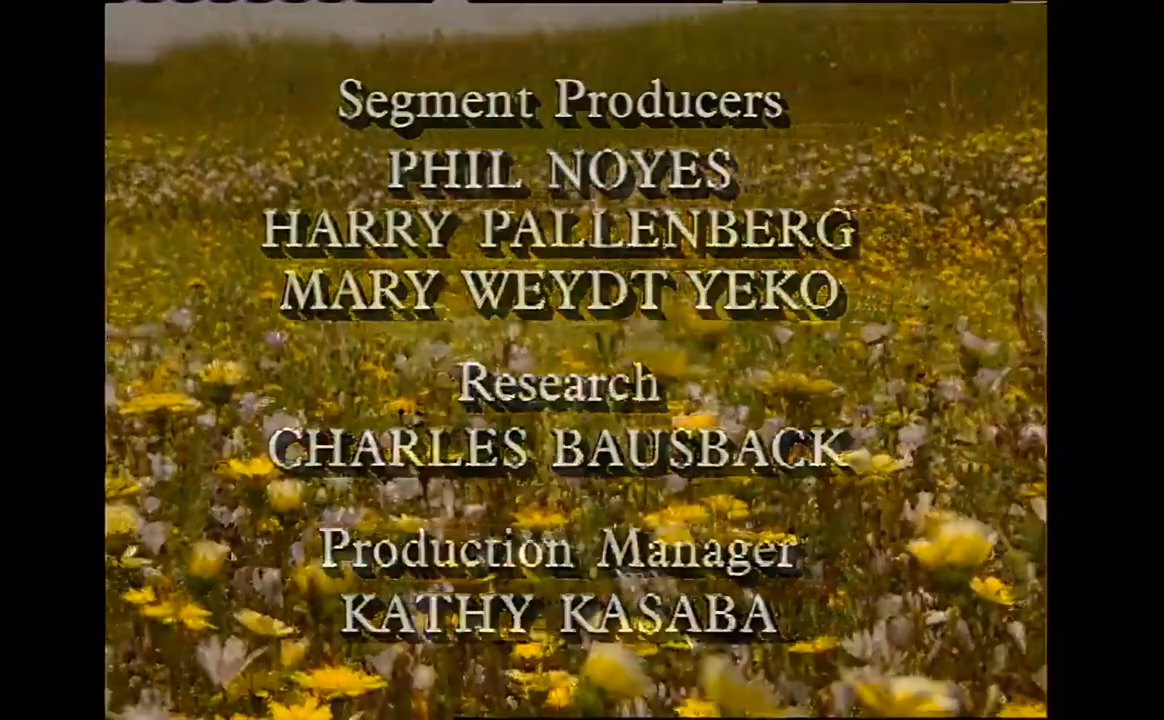 Segment Producers
PHIL NOYES
HARRY PALLENBERG
MARY WEYDT YEKO
Research
CHARLES BAUSBACK
Production Manager
KATHY KASABA